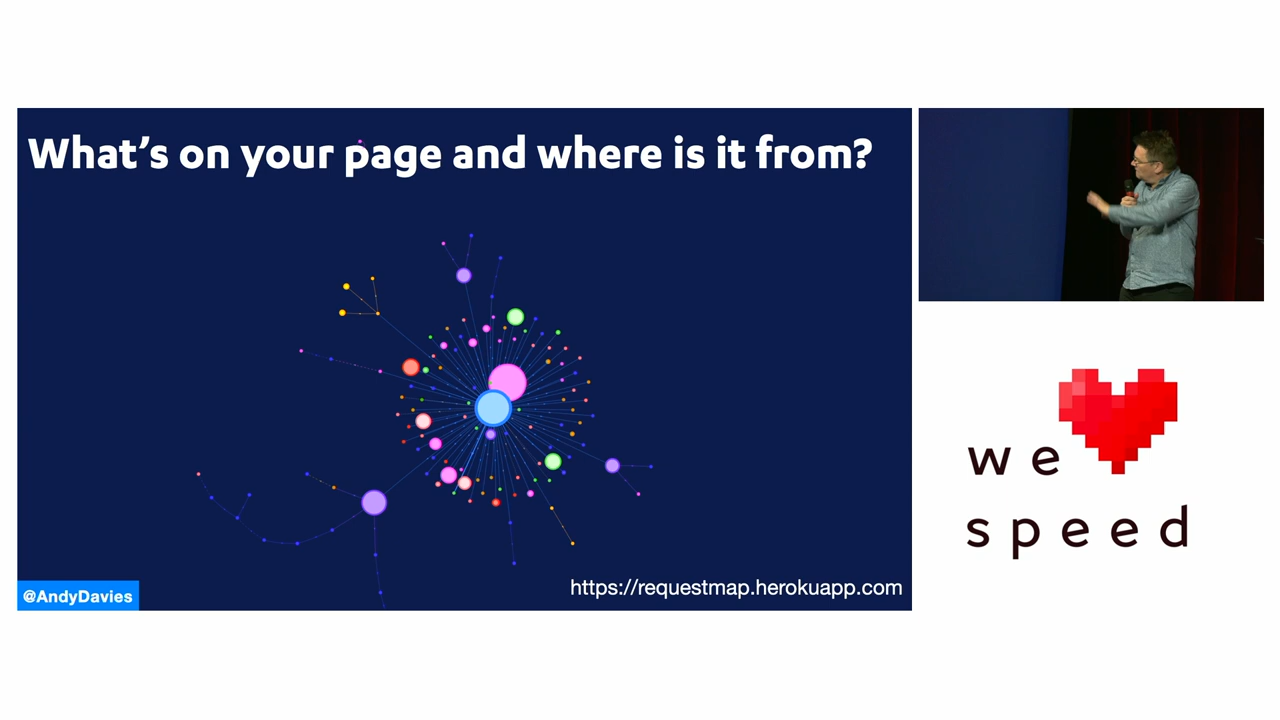 What's on your page and where is it from?
@AndyDavies
https://requestmap.herokuapp.com
we
speed